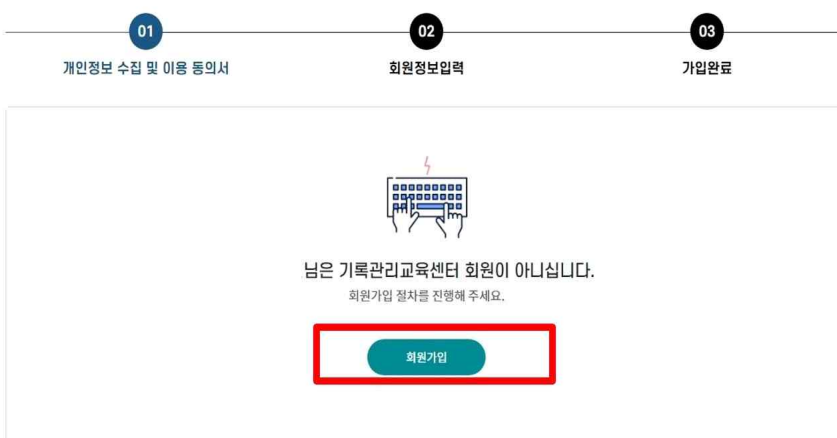 01
개인정보 수집 및 이용 동의서
02
회원정보입력
03
가입완료
님은 기록관리교육센터 회원이 아니십니다.
회원가입 절차를 진행해 주세요.
회원가입